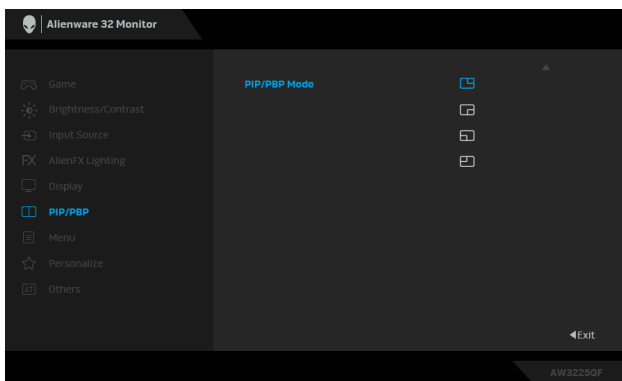 Alienware 32 Monitor
Game
PIP/PBP Mode
Brightness/Contrast
Input Source
FX AlienFX Lighting
Display
PIP/PBP
Menu
Personalize
Others
Exit
AW3225QF